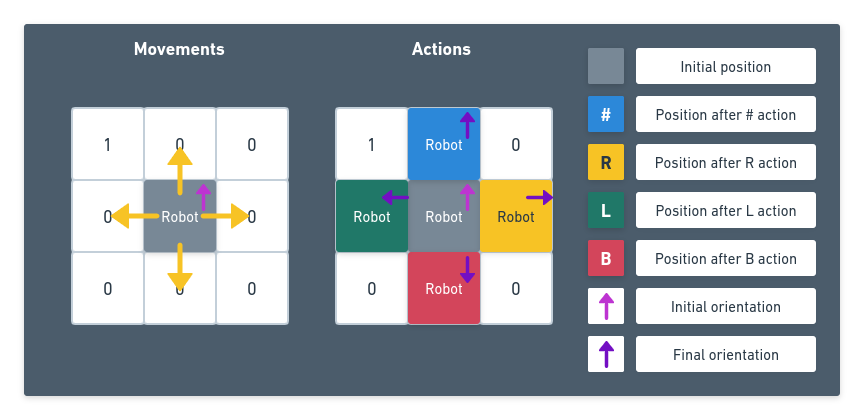 Movements
1 0 0
0 Robot 0
0 0 0
Actions
1 Robot 0
Robot Robot Robot
0 Robot 0
Initial position
# Position after # action
R Position after R action
L Position after L action
B Position after B action
Initial orientation
Final orientation